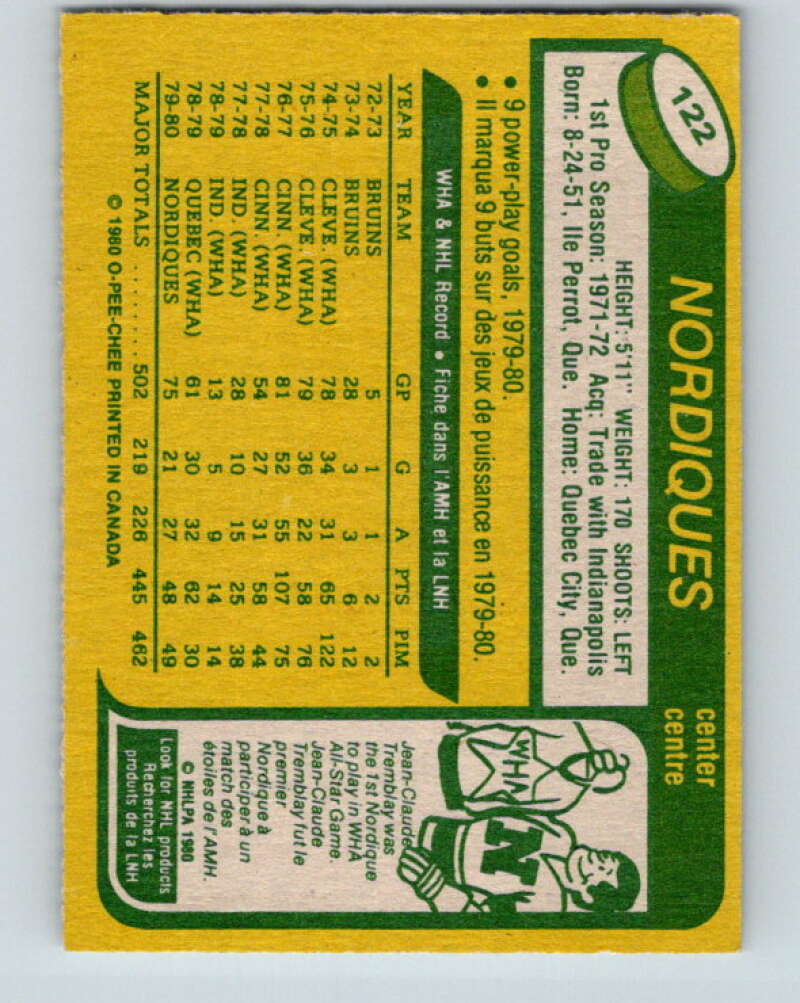 122
NORDIQUES
center
centre
HEIGHT: 5'11" WEIGHT: 170 SHOOTS: LEFT
1st Pro Season: 1971-72 Acq: Trade with Indianapolis
Born: 8-24-51, Ile Perrot, Que. Home: Quebec City, Que.
• 9 power-play goals, 1979-80.
• Il marqua 9 buts sur des jeux de puissance en 1979-80.
WHA & NHL Record • Fiche dans l'AMH et la LNH
YEAR TEAM GP G A PTS PIM
72-73 BRUINS 5 1 1 2 2
73-74 BRUINS 28 3 3 6 12
74-75 CLEVE. (WHA) 78 34 31 65 122
75-76 CLEVE. (WHA) 79 36 22 58 76
76-77 CINN. (WHA) 81 52 55 107 75
77-78 CINN. (WHA) 54 27 31 58 44
77-78 IND. (WHA) 28 10 15 25 38
78-79 IND. (WHA) 13 5 9 14 14
78-79 QUEBEC (WHA) 61 30 32 62 30
79-80 NORDIQUES 75 21 27 48 49
MAJOR TOTALS ........ 502 219 226 445 462
© 1980 O-PEE-CHEE PRINTED IN CANADA
WHA
N
Jean-Claude
Tremblay was
the 1st Nordique
to play in WHA
All-Star Game.
Jean-Claude
Tremblay fut le
premier
Nordique à
participer à un
match des
étoiles de l'AMH.
© NHLPA 1980
Look for NHL products
Recherchez les
produits de la LNH